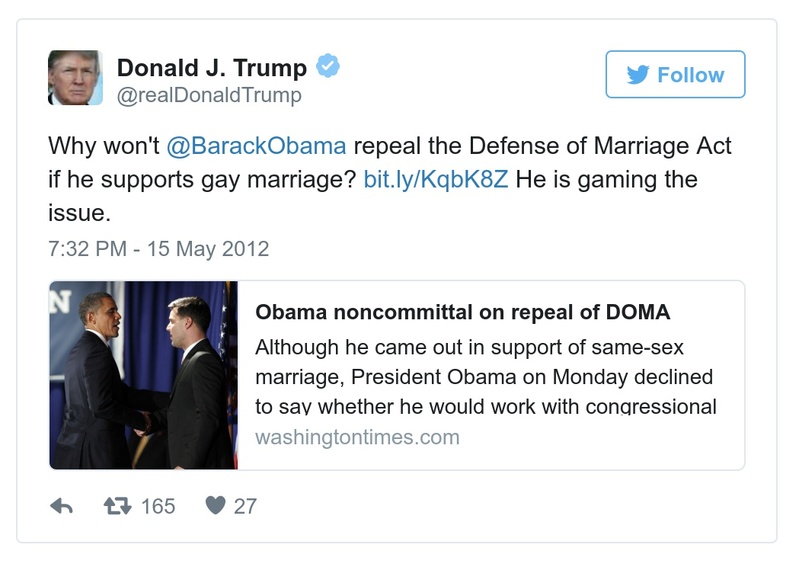 Donald J. Trump
@realDonaldTrump
Follow
Why won't @BarackObama repeal the Defense of Marriage Act
if he supports gay marriage? bit.ly/KqbK8Z He is gaming the
issue.
7:32 PM - 15 May 2012
N
Obama noncommittal on repeal of DOMA
Although he came out in support of same-sex
marriage, President Obama on Monday declined
to say whether he would work with congressional
washingtontimes.com
165
27